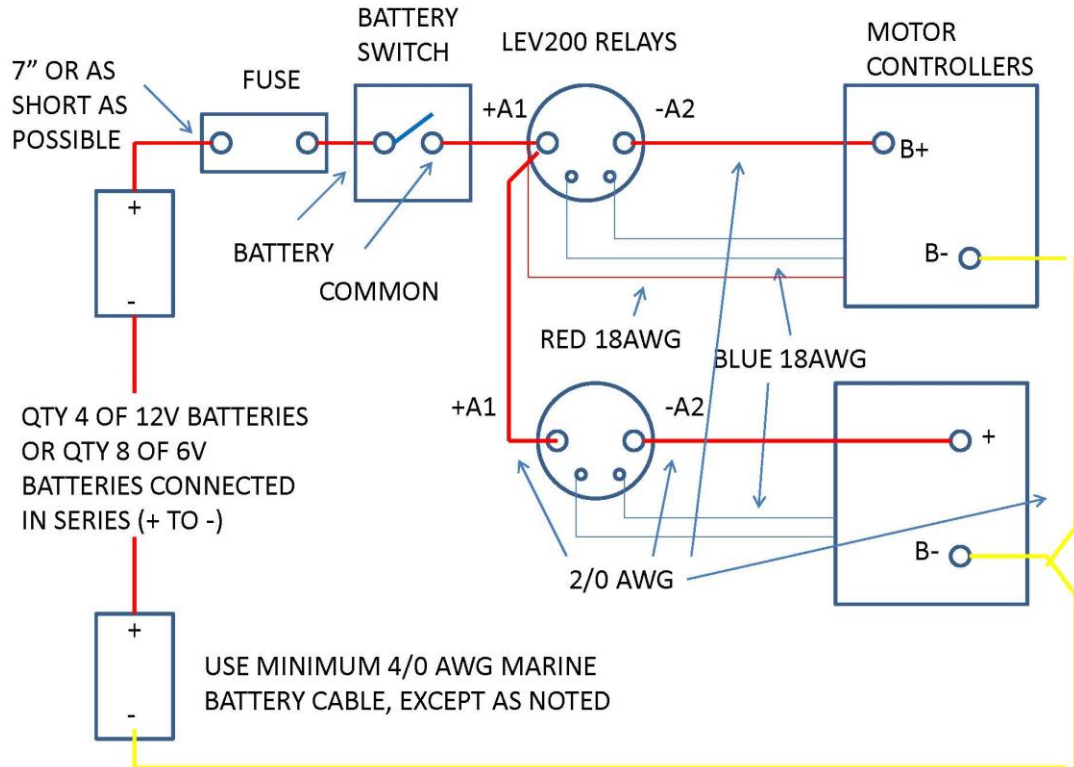 BATTERY
SWITCH
LEV200 RELAYS
MOTOR
CONTROLLERS
7” OR AS
SHORT AS
POSSIBLE
FUSE
+A1
-A2
B+
+
-
BATTERY
COMMON
B-
RED 18AWG
BLUE 18AWG
+A1
-A2
+
B-
QTY 4 OF 12V BATTERIES
OR QTY 8 OF 6V
BATTERIES CONNECTED
IN SERIES (+ TO -)
2/0 AWG
+
-
USE MINIMUM 4/0 AWG MARINE
BATTERY CABLE, EXCEPT AS NOTED